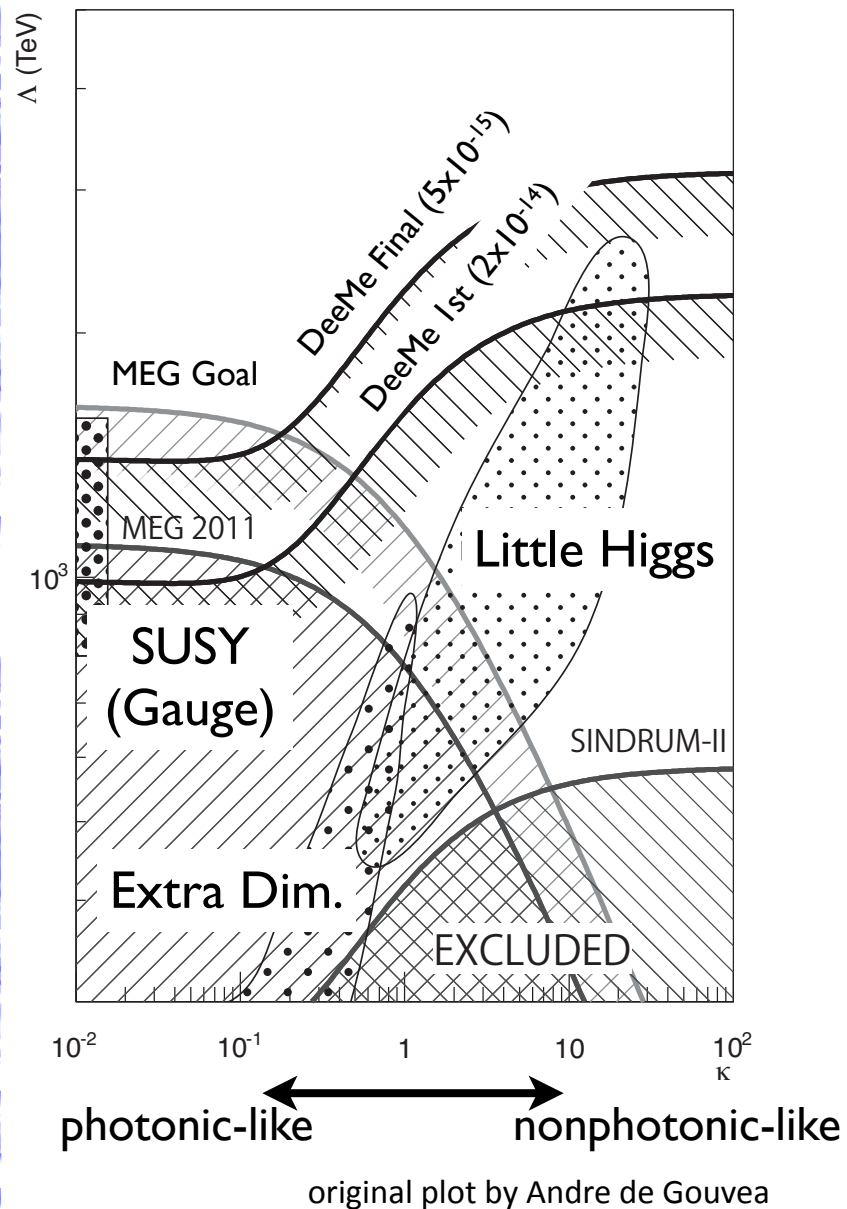 Λ (TeV)
DeeMe Final (5x10⁻¹⁵)
DeeMe 1st (2x10⁻¹⁴)
MEG Goal
MEG 2011
Little Higgs
10³
SUSY
(Gauge)
SINDRUM-II
Extra Dim.
EXCLUDED
10⁻² 10⁻¹ 1 10 10²
κ
photonic-like nonphotonic-like
original plot by Andre de Gouvea